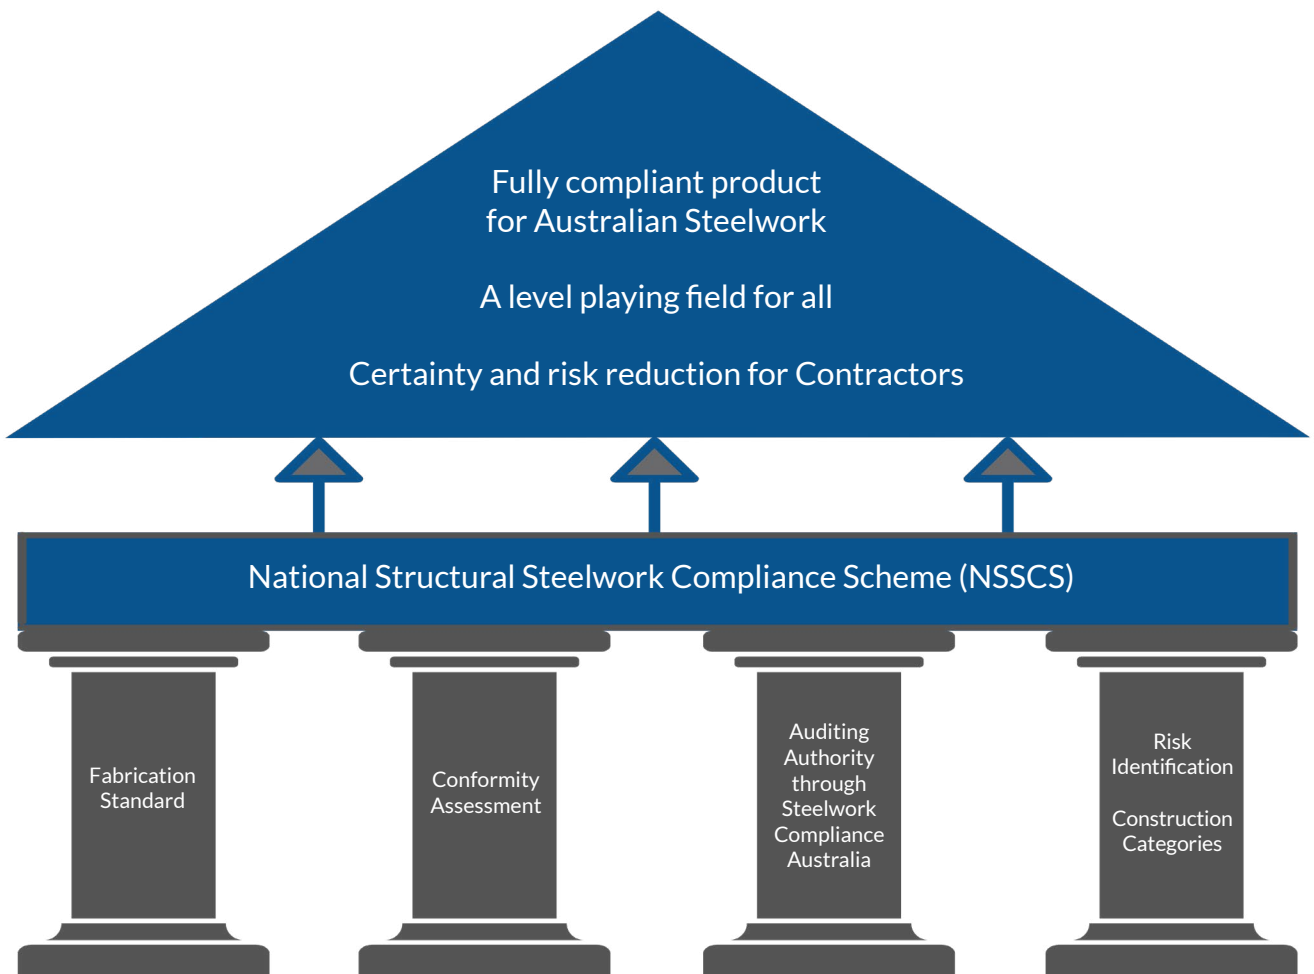 Fully compliant product
for Australian Steelwork
A level playing field for all
Certainty and risk reduction for Contractors
National Structural Steelwork Compliance Scheme (NSSCS)
Fabrication
Standard
Conformity
Assessment
Auditing
Authority
through
Steelwork
Compliance
Australia
Risk
Identification
Construction
Categories